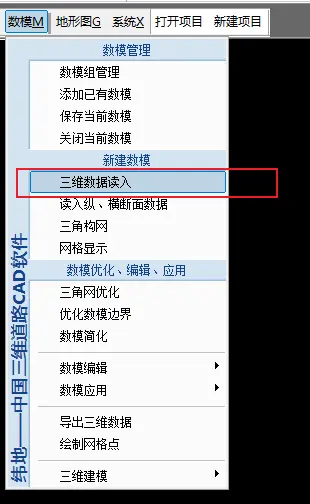 数模M 地形图G 系统X 打开项目 新建项目
数模管理
数模组管理
添加已有数模
保存当前数模
关闭当前数模
新建数模
三维数据读入
读入纵、横断面数据
三角构网
网格显示
数模优化、编辑、应用
三角网优化
优化数模边界
数模简化
数模编辑
数模应用
导出三维数据
绘制网格点
三维建模
纬地——中国三维道路CAD软件